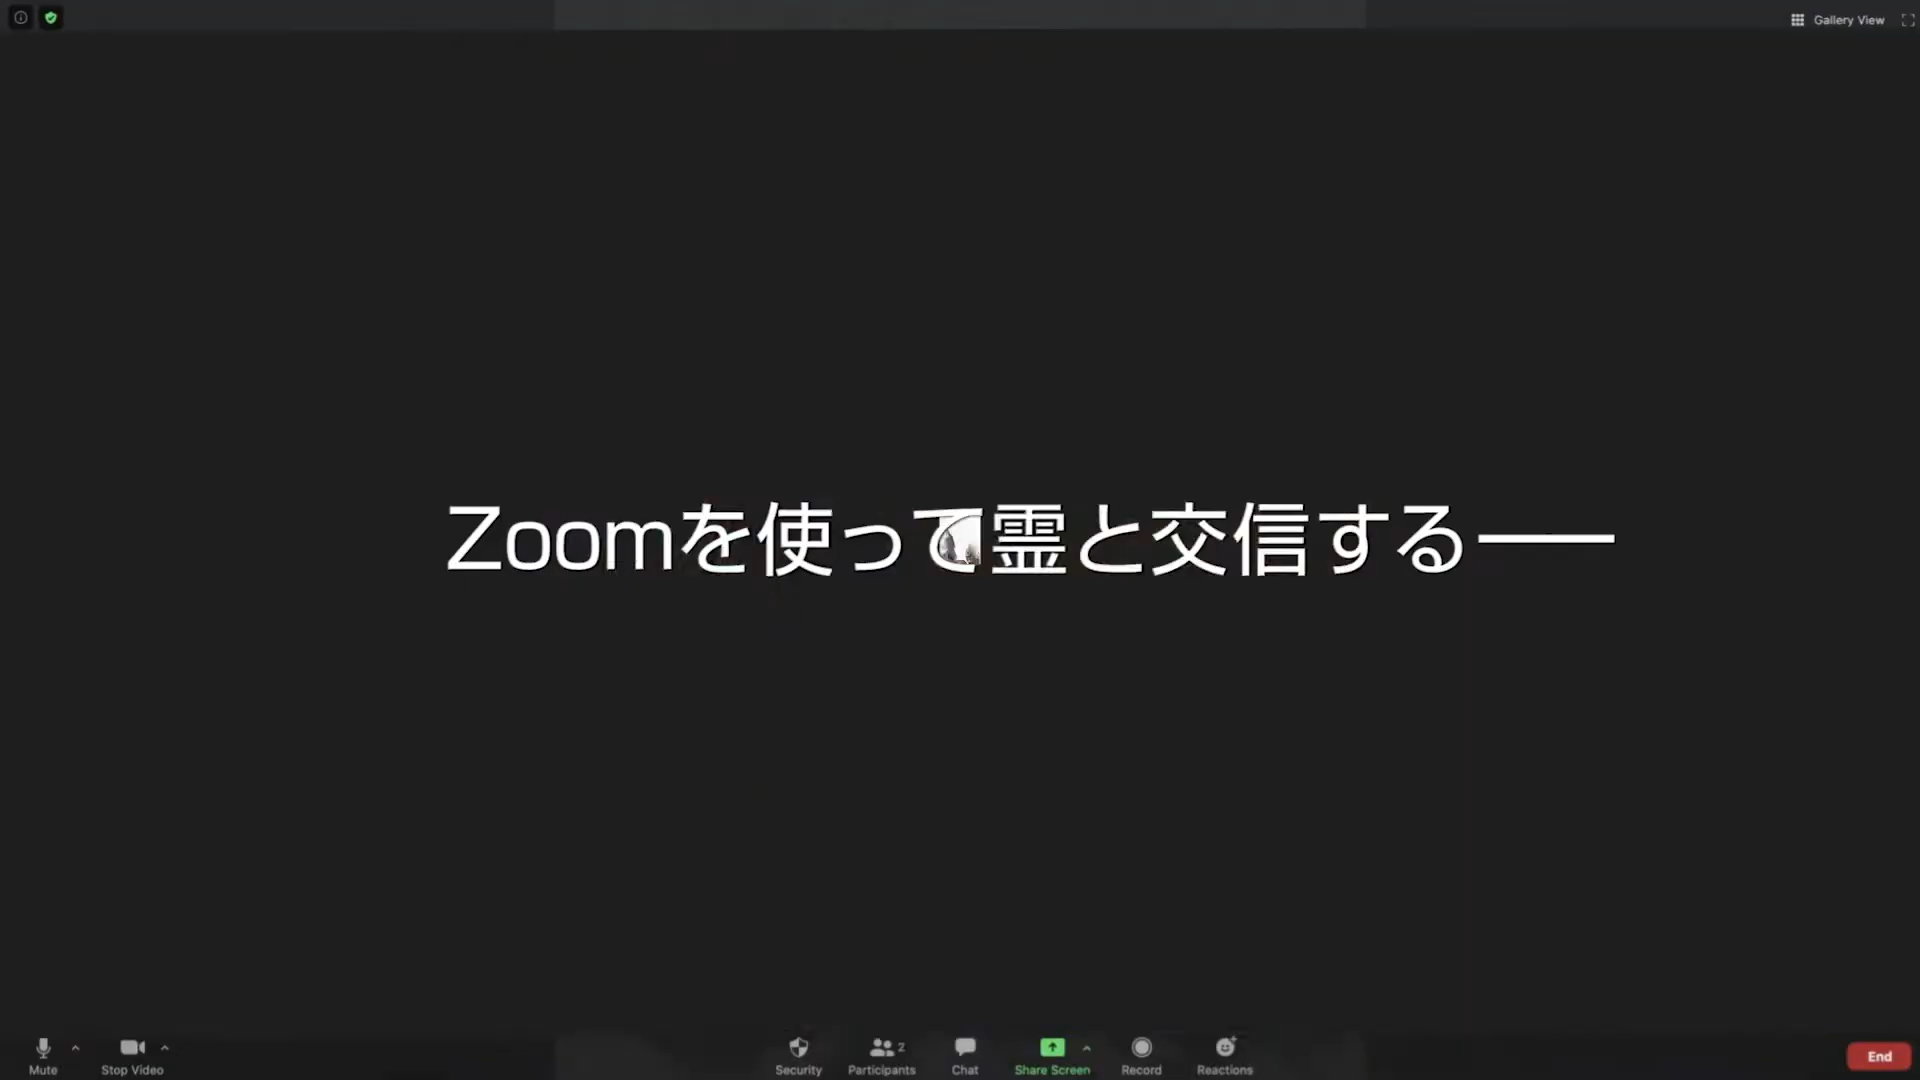 Gallery View
Zoomを使って霊と交信する──
Mute
Stop Video
Security
Participants 2
Chat
Share Screen
Record
Reactions
End